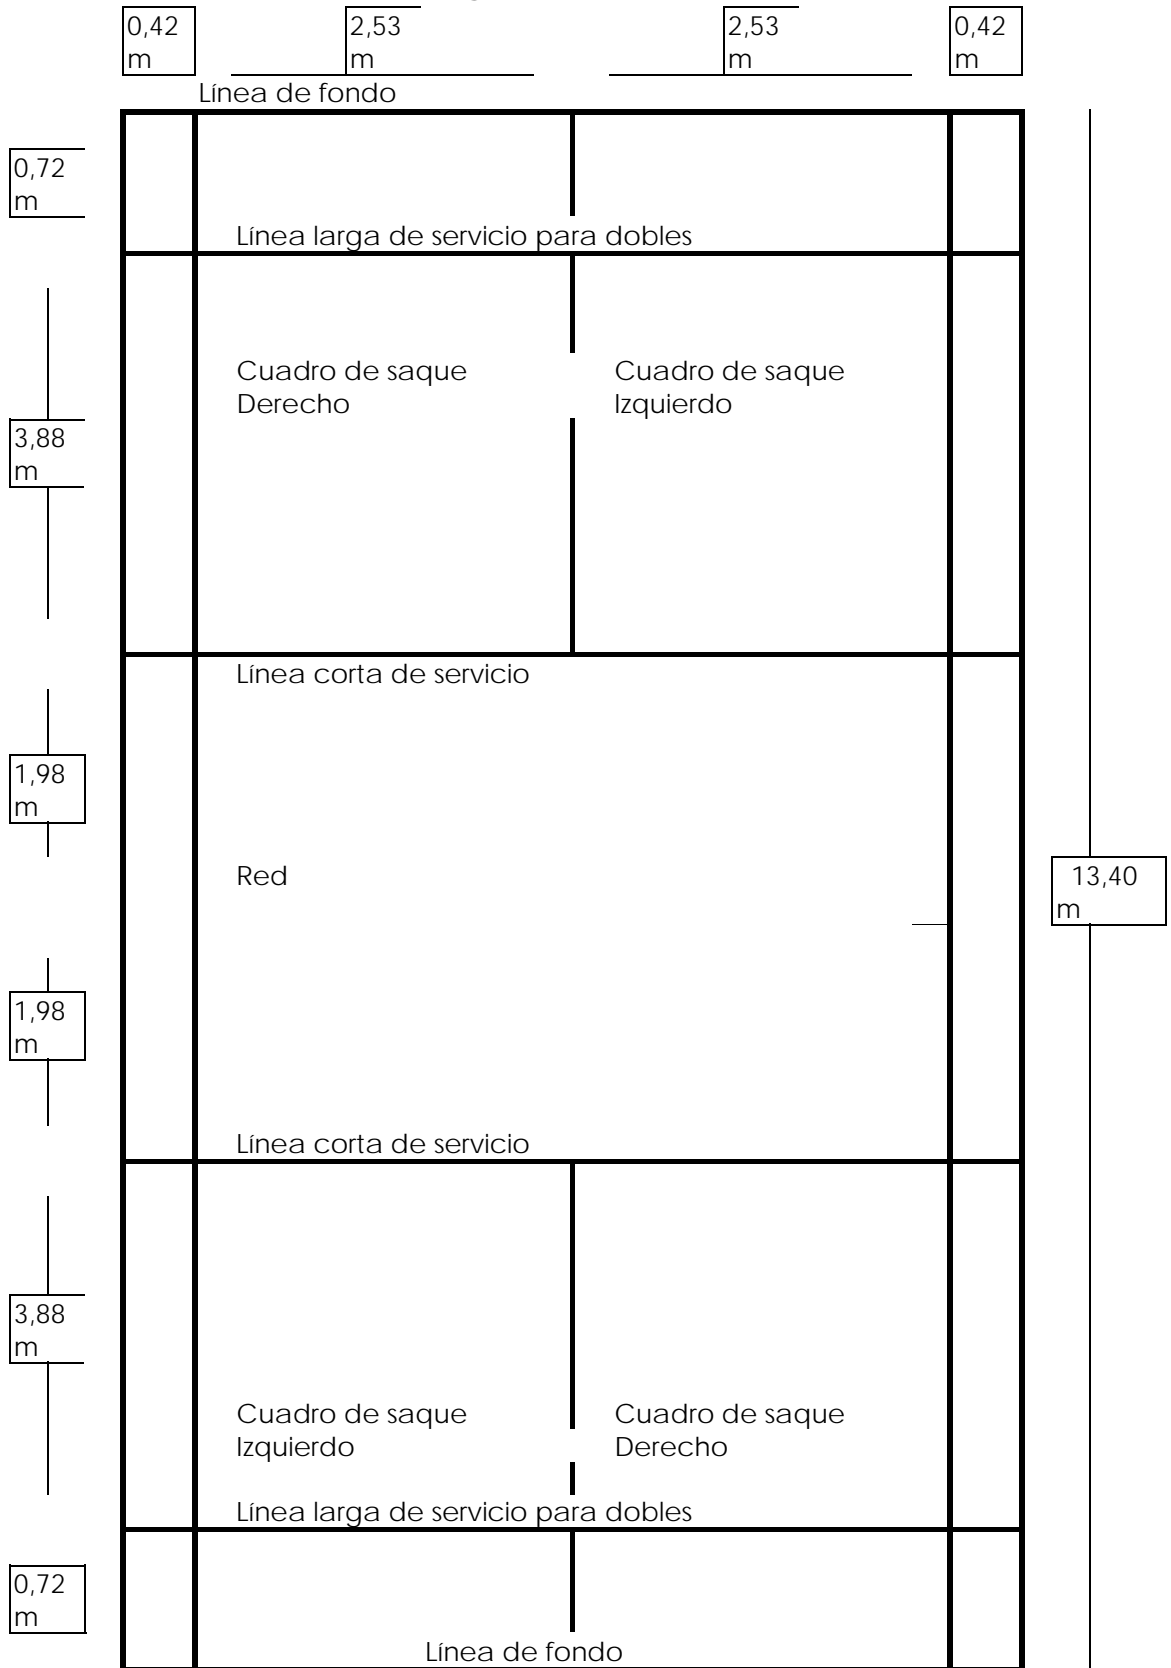 0,42
m
2,53
m
2,53
m
0,42
m
Línea de fondo
0,72
m
Línea larga de servicio para dobles
Cuadro de saque
Derecho
Cuadro de saque
Izquierdo
3,88
m
Línea corta de servicio
1,98
m
Red
13,40
m
1,98
m
Línea corta de servicio
3,88
m
Cuadro de saque
Izquierdo
Cuadro de saque
Derecho
Línea larga de servicio para dobles
0,72
m
Línea de fondo